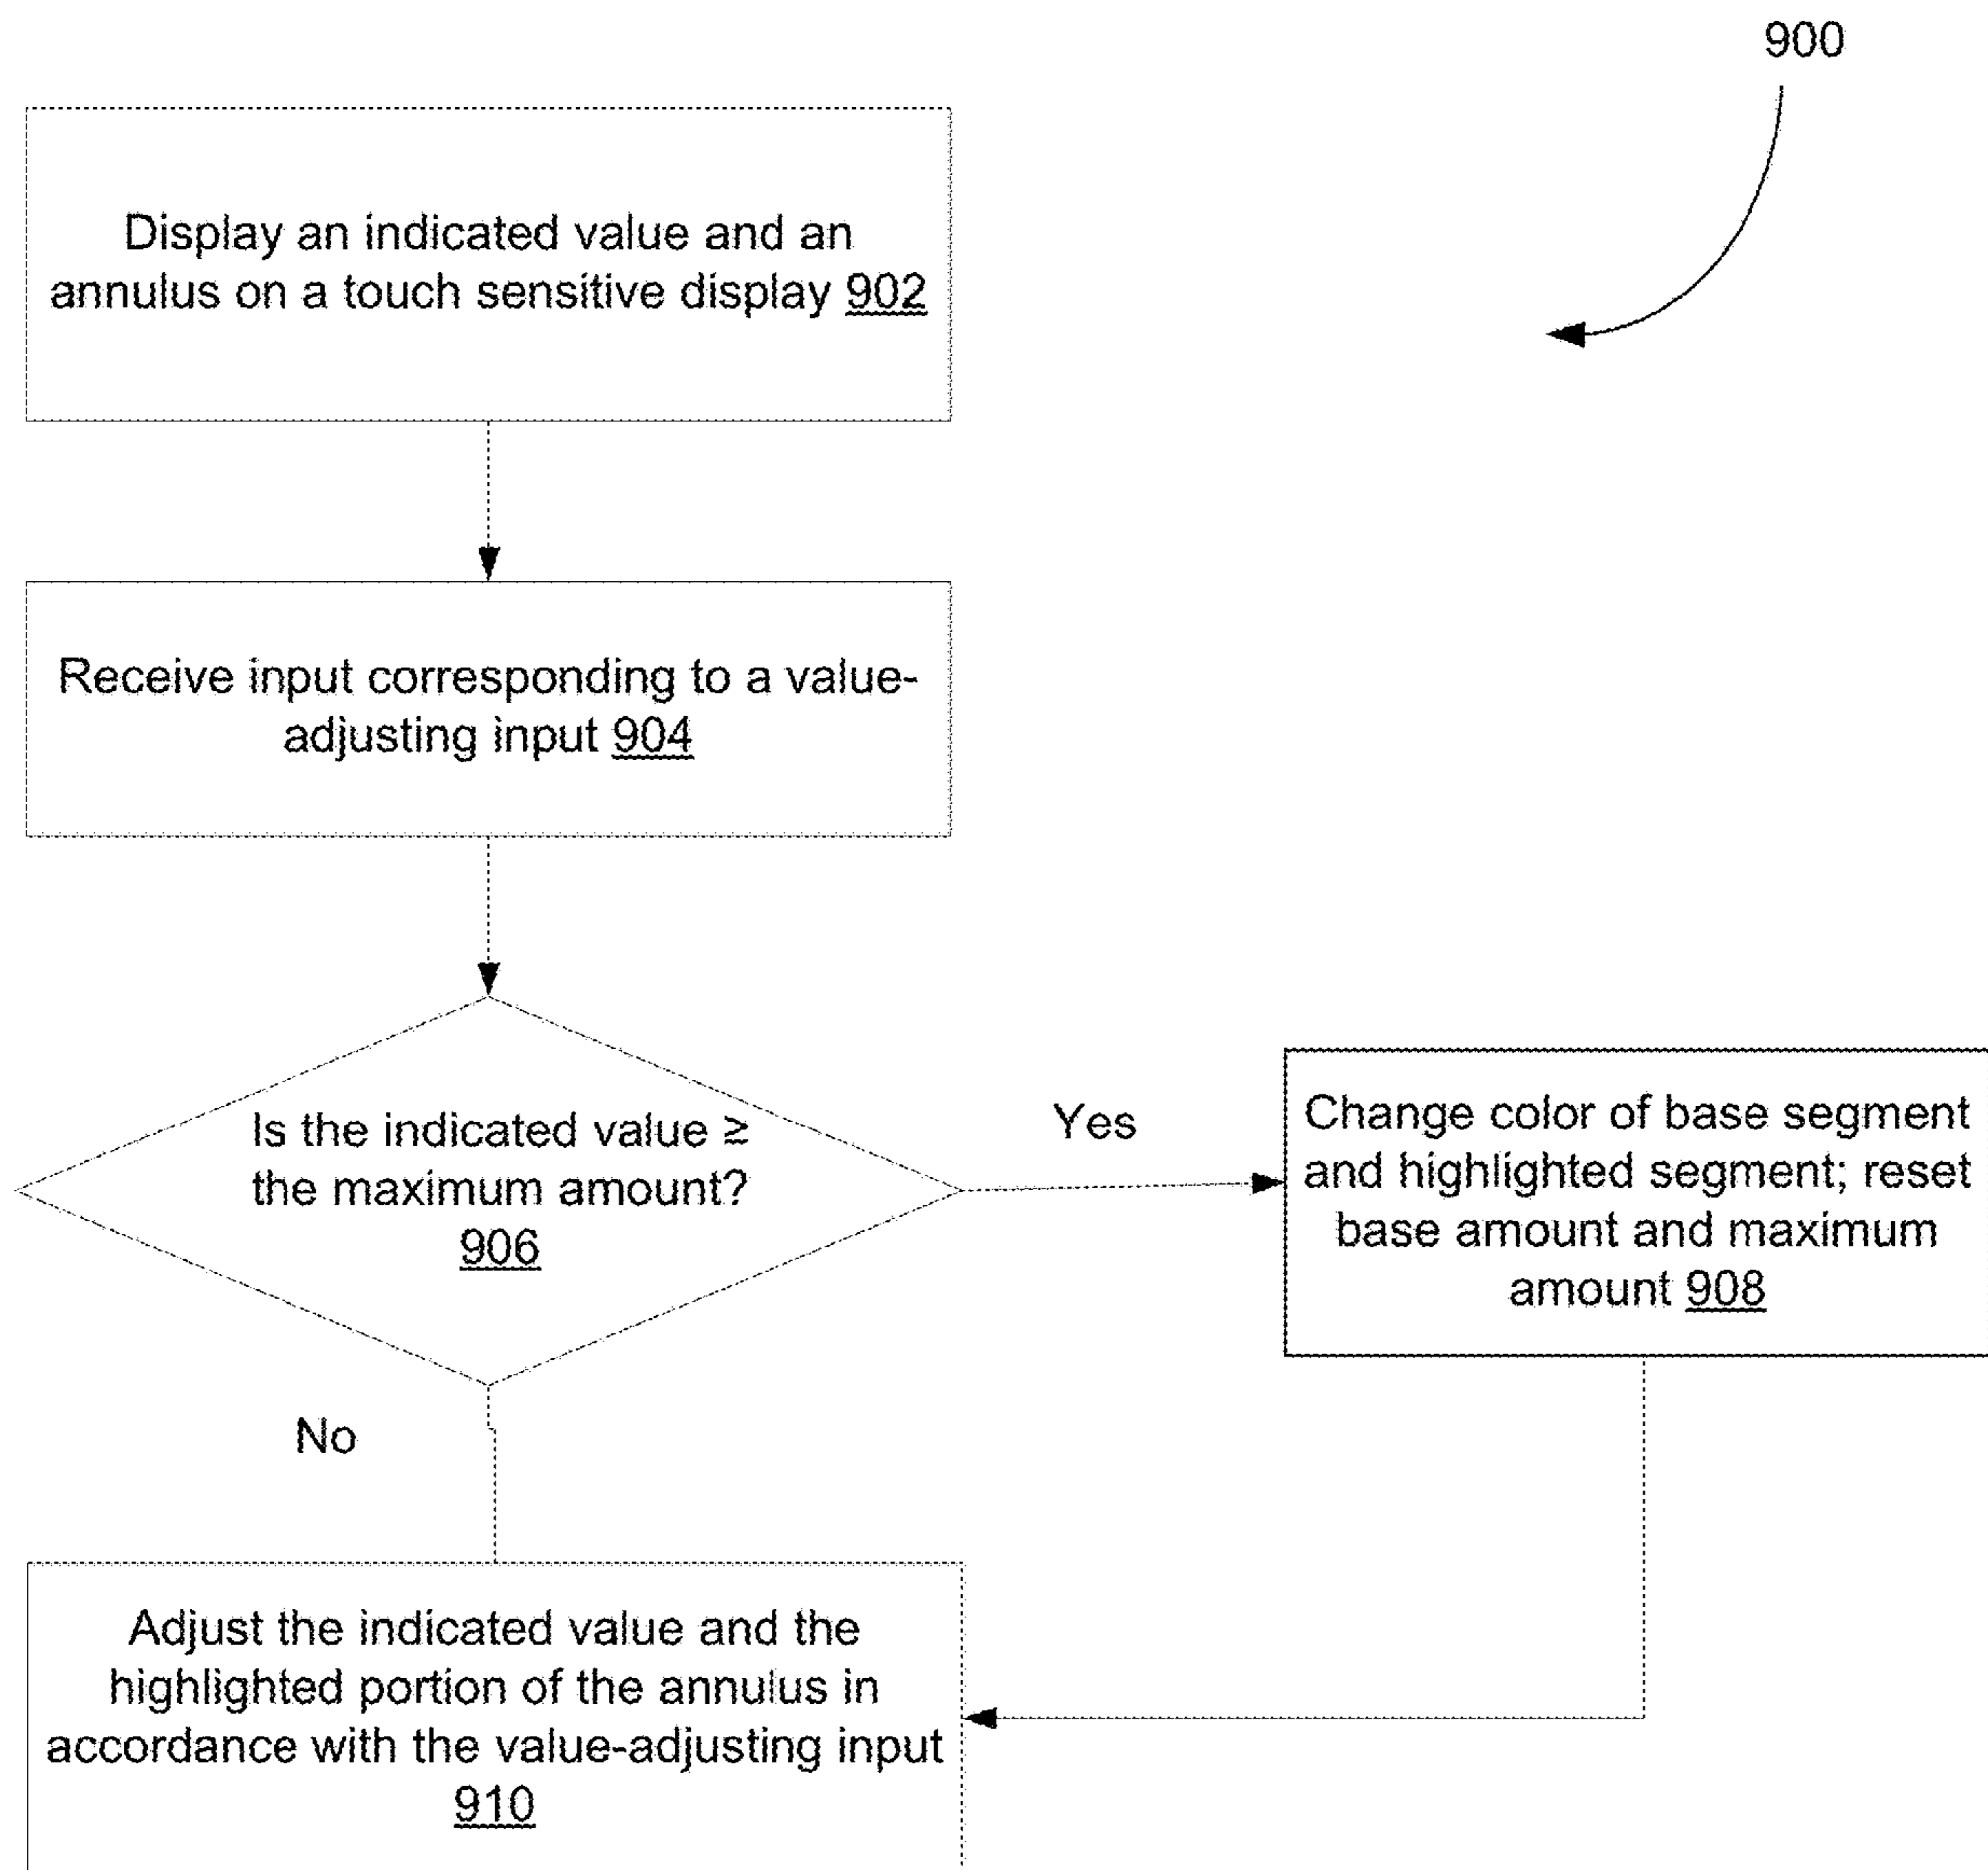 900
Display an indicated value and an
annulus on a touch sensitive display 902
Receive input corresponding to a value-
adjusting input 904
Is the indicated value ≥
the maximum amount?
906
Yes
Change color of base segment
and highlighted segment; reset
base amount and maximum
amount 908
No
Adjust the indicated value and the
highlighted portion of the annulus in
accordance with the value-adjusting input
910